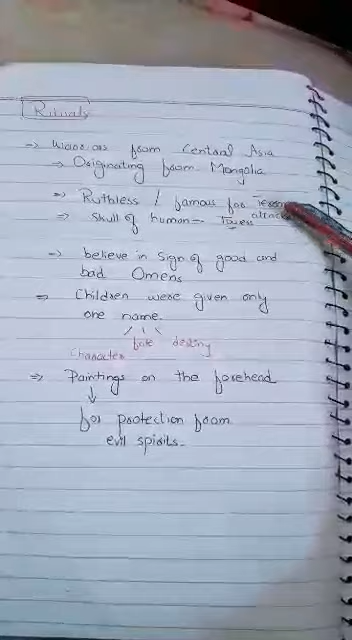 Rituals
→ Warriors from Central Asia
→ Originating from Mongolia
→ Ruthless / famous for
→ Skull of human -
→ believe in sign of good and
bad Omens
→ Children were given only
one name.
Character fate destiny
→ Paintings on the forehead
↓
for protection from
evil spirits.